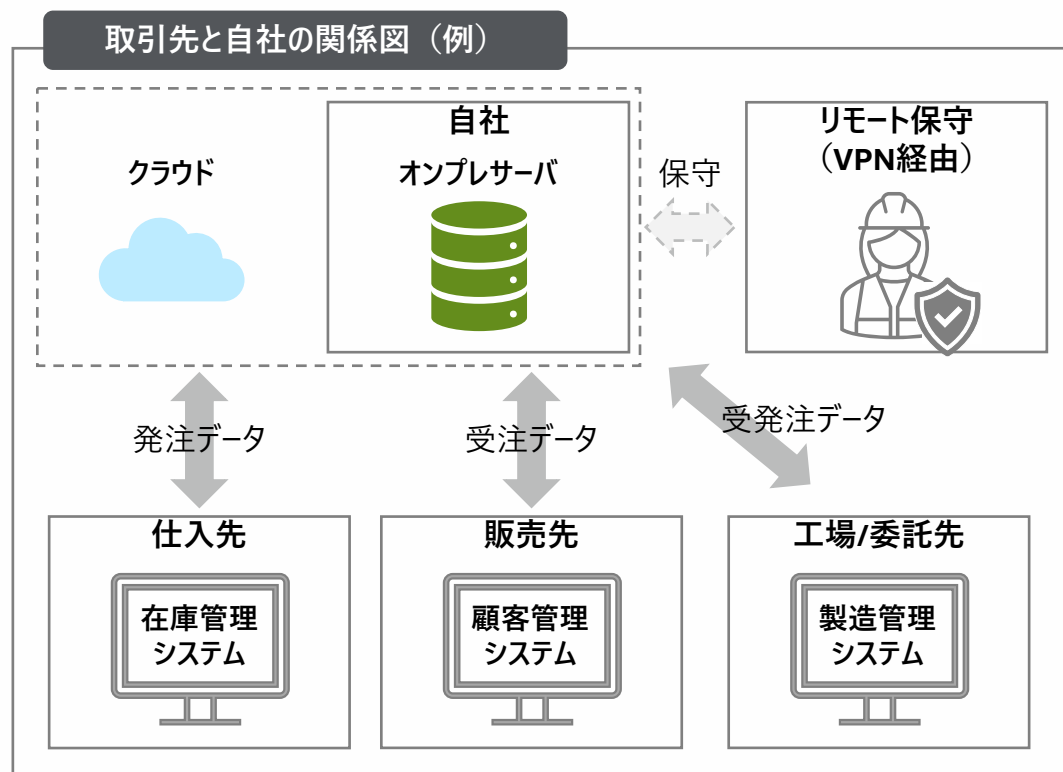 取引先と自社の関係図（例）
クラウド
自社
オンプレサーバ
保守
リモート保守
（VPN経由）
発注データ
受注データ
受発注データ
仕入先
在庫管理
システム
販売先
顧客管理
システム
工場/委託先
製造管理
システム